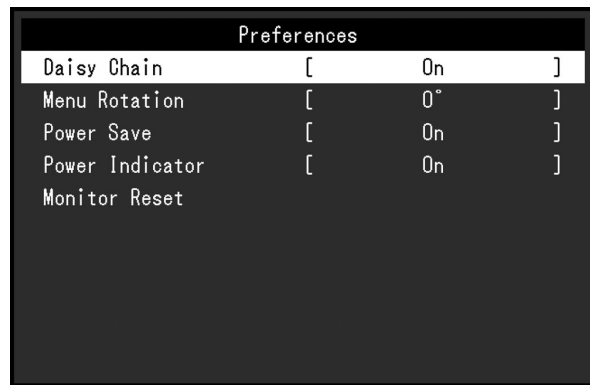 Preferences
Daisy Chain [ On ]
Menu Rotation [ 0° ]
Power Save [ On ]
Power Indicator [ On ]
Monitor Reset